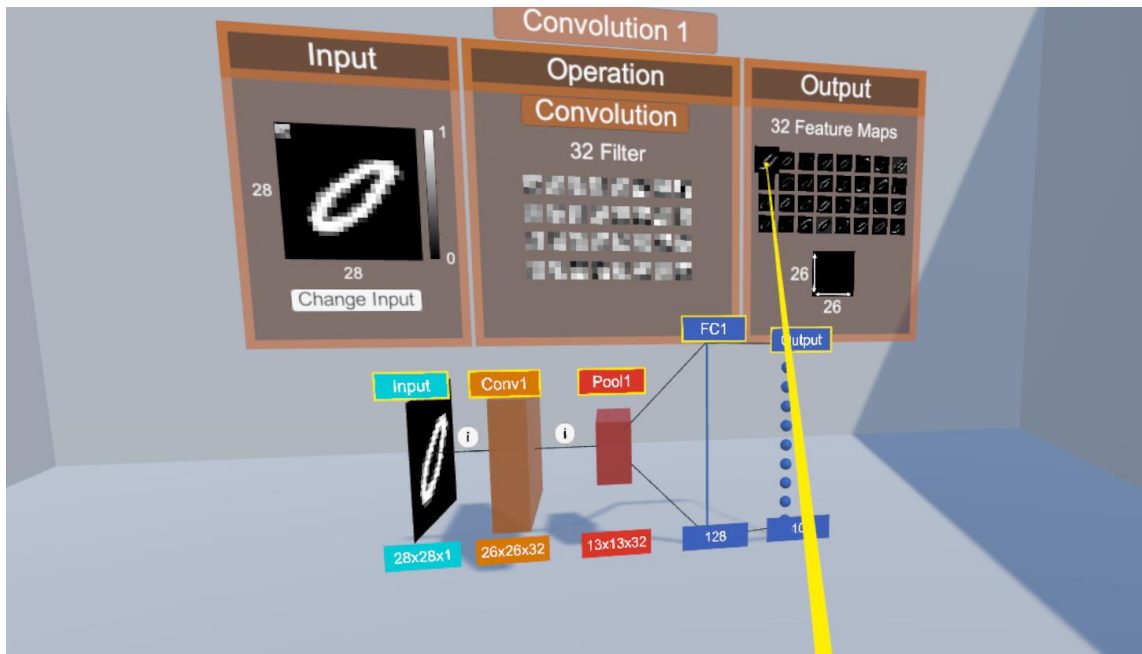 Convolution 1
Input
1
28
0
28
Change Input
Operation
Convolution
32 Filter
Output
32 Feature Maps
26
26
FC1
Output
Input
Conv1
Pool1
i
i
28x28x1
26x26x32
13x13x32
128
10